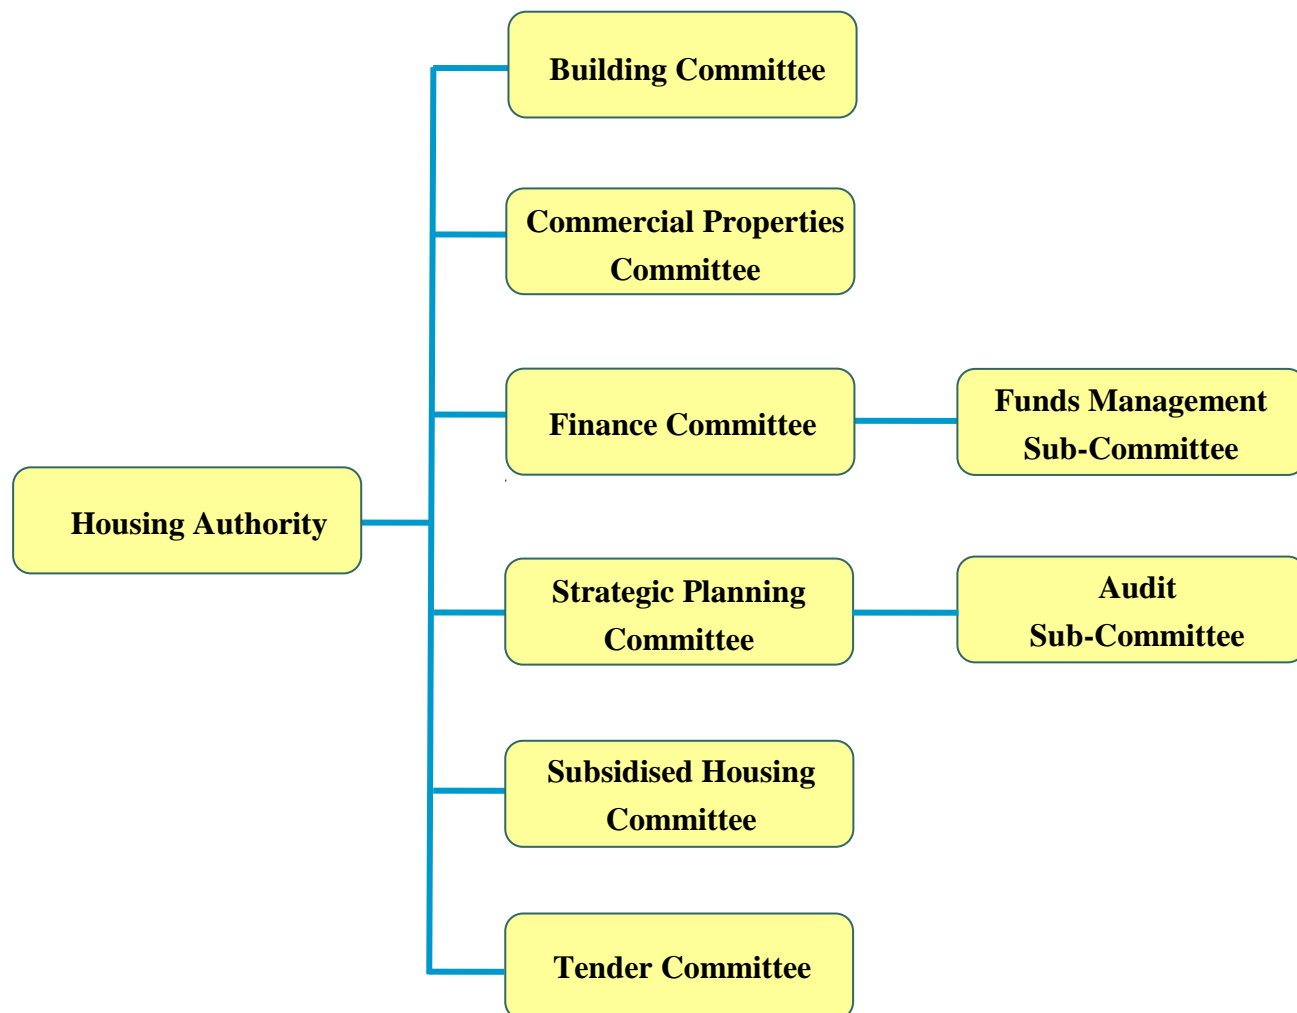 Building Committee
Commercial Properties
Committee
Finance Committee
Funds Management
Sub-Committee
Housing Authority
Strategic Planning
Committee
Audit
Sub-Committee
Subsidised Housing
Committee
Tender Committee